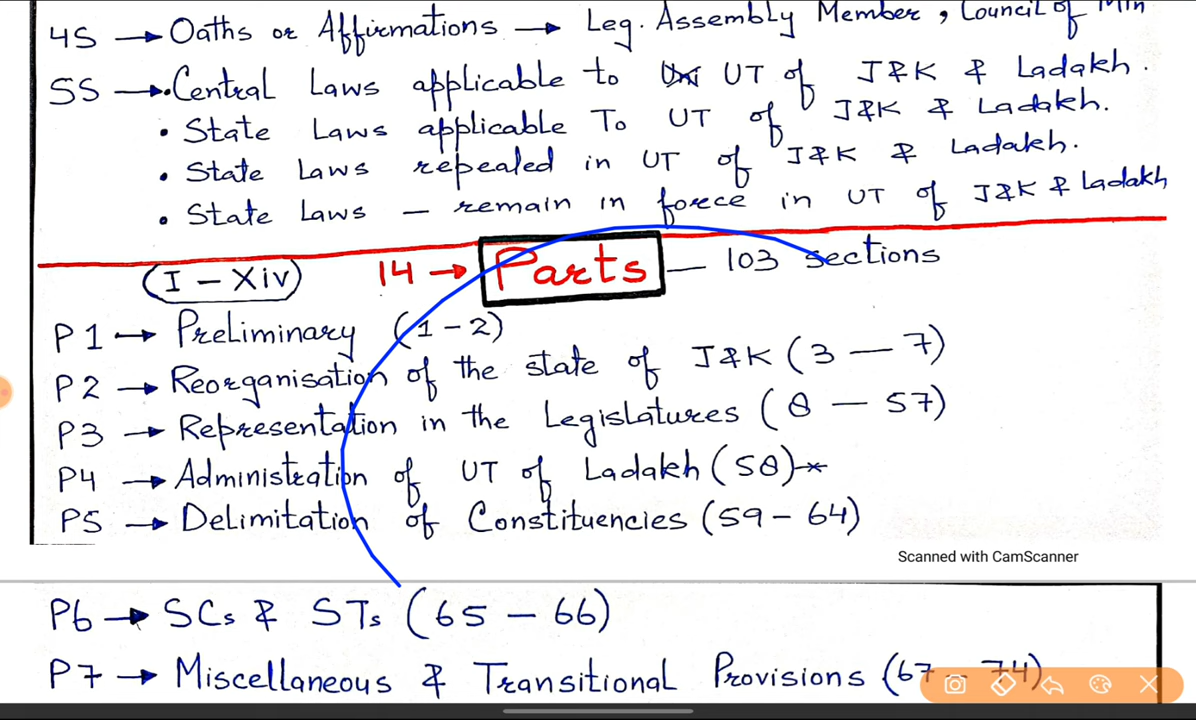 4S → Oaths or Affirmations → Leg. Assembly Member, Council of Min
5S → • Central Laws applicable to UT of J&K & Ladakh.
• State Laws applicable To UT of J&K & Ladakh.
• State Laws repealed in UT of J&K & Ladakh.
• State Laws – remain in force in UT of J&K & Ladakh
(I – XIV) 14 → Parts – 103 sections
P1 → Preliminary (1 – 2)
P2 → Reorganisation of the state of J&K (3 – 7)
P3 → Representation in the Legislatures (8 – 57)
P4 → Administration of UT of Ladakh (58)*
P5 → Delimitation of Constituencies (59 – 64)
Scanned with CamScanner
P6 → SCs & STs (65 – 66)
P7 → Miscellaneous & Transitional Provisions (67 – 74)